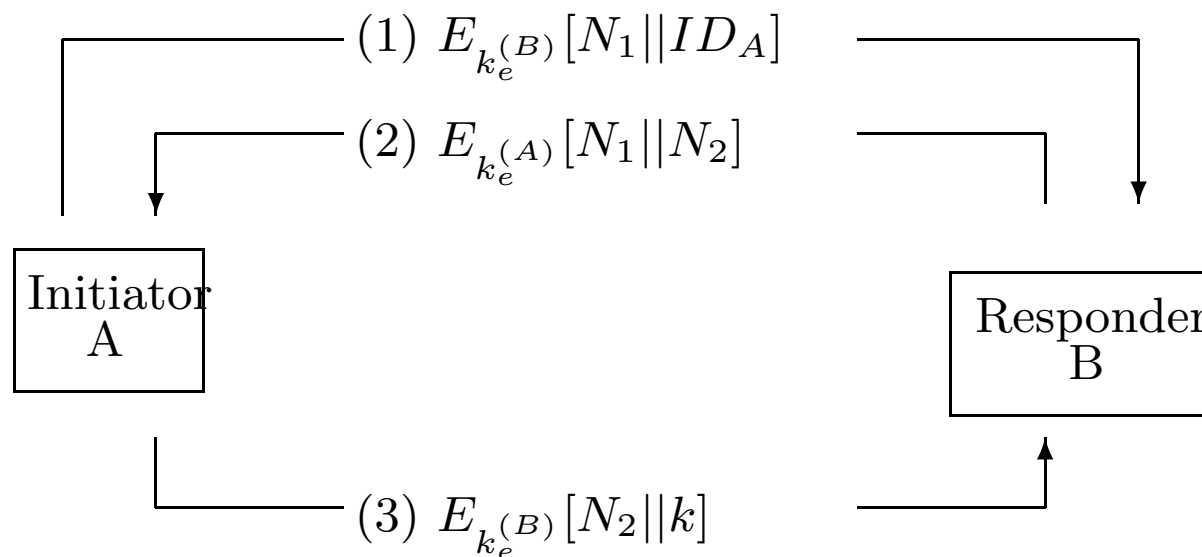 (1) $E_{k_e^{(B)}}[N_1||ID_A]$
(2) $E_{k_e^{(A)}}[N_1||N_2]$
Initiator
A
Responder
B
(3) $E_{k_e^{(B)}}[N_2||k]$